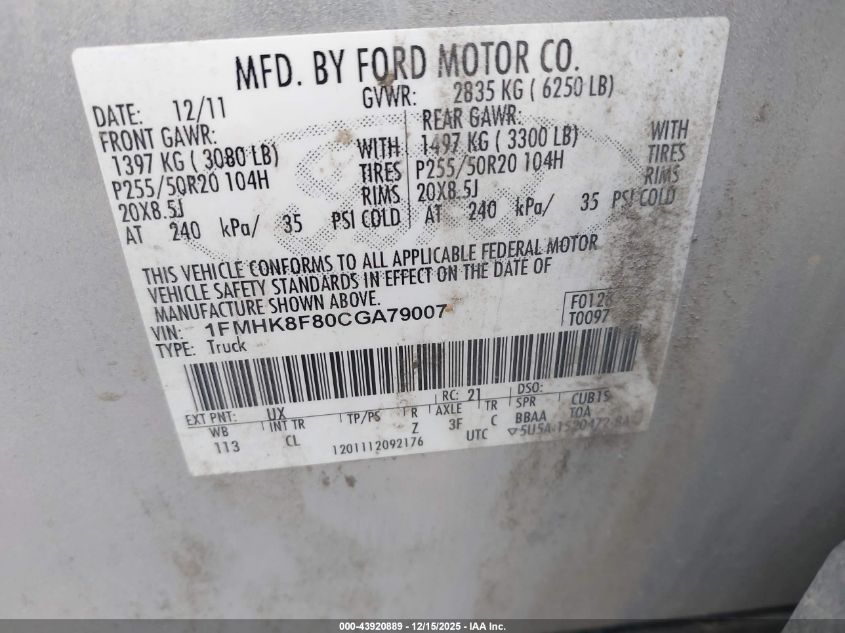 MFD. BY FORD MOTOR CO.
DATE: 12/11 GVWR: 2835 KG ( 6250 LB)
FRONT GAWR: REAR GAWR:
1397 KG ( 3080 LB) WITH 1497 KG ( 3300 LB) WITH
P255/50R20 104H TIRES P255/50R20 104H TIRES
20X8.5J RIMS 20X8.5J RIMS
AT 240 kPa/ 35 PSI COLD AT 240 kPa/ 35 PSI COLD
THIS VEHICLE CONFORMS TO ALL APPLICABLE FEDERAL MOTOR
VEHICLE SAFETY STANDARDS IN EFFECT ON THE DATE OF
MANUFACTURE SHOWN ABOVE.
VIN: 1FMHK8F80CGA79007 F0128
TYPE: Truck T0097
EXT PNT: UX RC: 21 DSO:
WB INT TR TP/PS R AXLE TR SPR CUB15
113 CL Z 3F C BBAA TOA
1201112092176 UTC
000-43920889 - 12/15/2025 - IAA Inc.